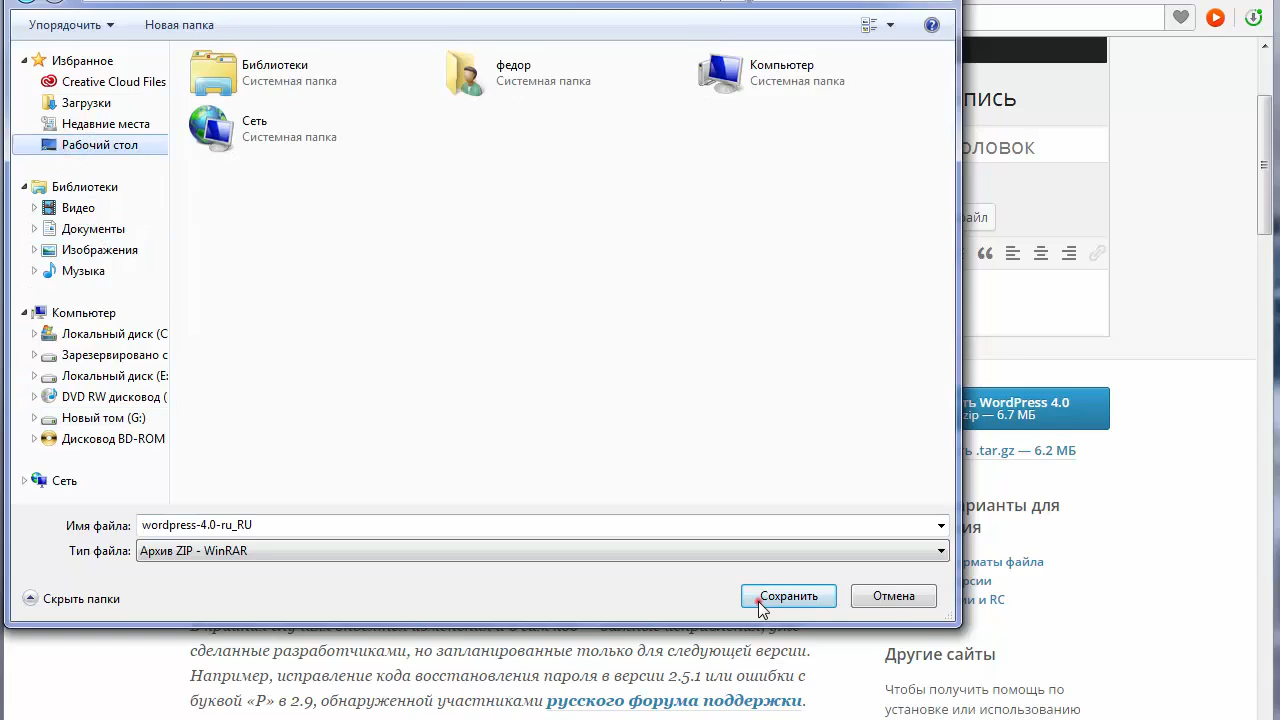 Упорядочить
Новая папка
Избранное
Creative Cloud Files
Загрузки
Недавние места
Рабочий стол
Библиотеки
Видео
Документы
Изображения
Музыка
Компьютер
Локальный диск (C
Зарезервировано с
Локальный диск (E:
DVD RW дисковод (
Новый том (G:)
Дисковод BD-ROM
Сеть
Библиотеки
Системная папка
федор
Системная папка
Компьютер
Системная папка
Сеть
Системная папка
Имя файла: wordpress-4.0-ru_RU
Тип файла: Архив ZIP - WinRAR
Скрыть папки
Сохранить
Отмена
пись
оловок
айл
ть WordPress 4.0
zip — 6.7 МБ
ь .tar.gz — 6.2 МБ
рианты для
ия
рматы файла
рсии
ии и RC
Другие сайты
Чтобы получить помощь по
установке или использованию
сделанные разработчиками, но запланированные только для следующей версии.
Например, исправление кода восстановления пароля в версии 2.5.1 или ошибки с
буквой «Р» в 2.9, обнаруженной участниками русского форума поддержки.